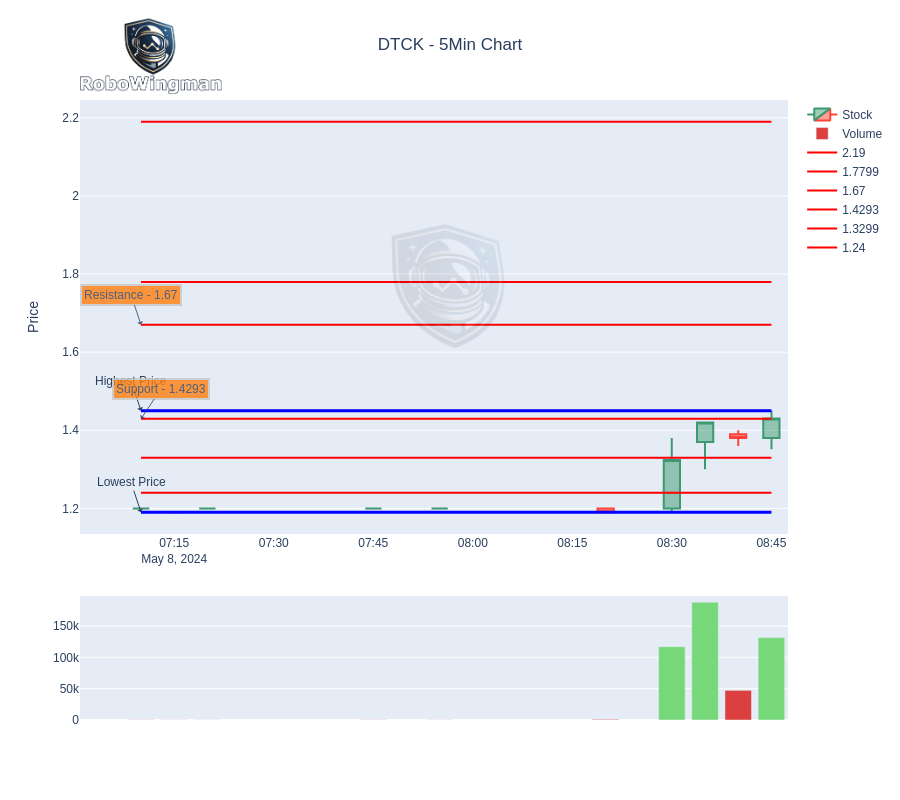 RoboWingman
DTCK - 5Min Chart
Price
2.2
2
1.8
1.6
1.4
1.2
Resistance - 1.67
Highest Price
Support - 1.4293
Lowest Price
07:15
07:30
07:45
08:00
08:15
08:30
08:45
May 8, 2024
Stock
Volume
2.19
1.7799
1.67
1.4293
1.3299
1.24
150k
100k
50k
0